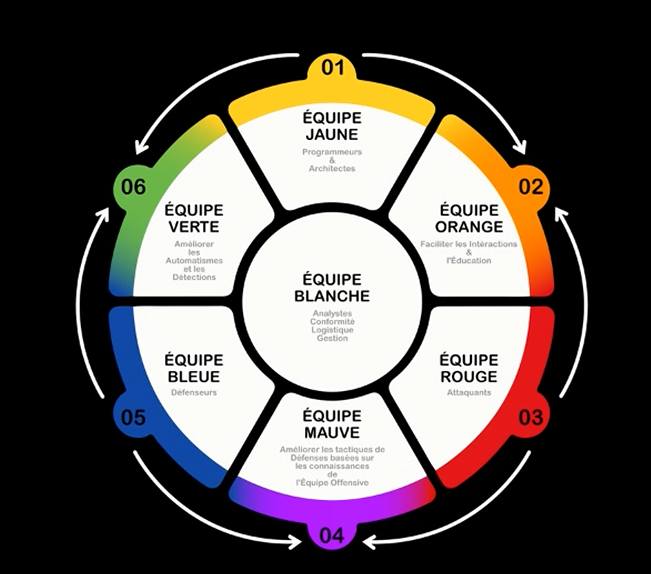 01
ÉQUIPE
JAUNE
Programmeurs
&
Architectes
02
ÉQUIPE
ORANGE
Faciliter les Intéractions
&
l'Éducation
03
ÉQUIPE
ROUGE
Attaquants
04
ÉQUIPE
MAUVE
Améliorer les tactiques de
Défenses basées sur
les connaissances
de
l'Équipe Offensive
05
ÉQUIPE
BLEUE
Défenseurs
06
ÉQUIPE
VERTE
Améliorer
les
Automatismes
et les
Détections
ÉQUIPE
BLANCHE
Analystes
Conformité
Logistique
Gestion